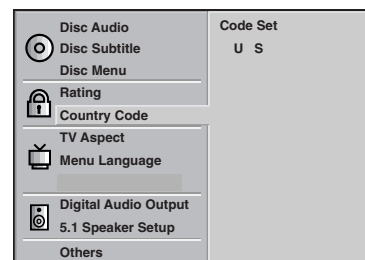 Disc Audio
Disc Subtitle
Disc Menu
Rating
Country Code
TV Aspect
Menu Language
Digital Audio Output
5.1 Speaker Setup
Others
Code Set
U S